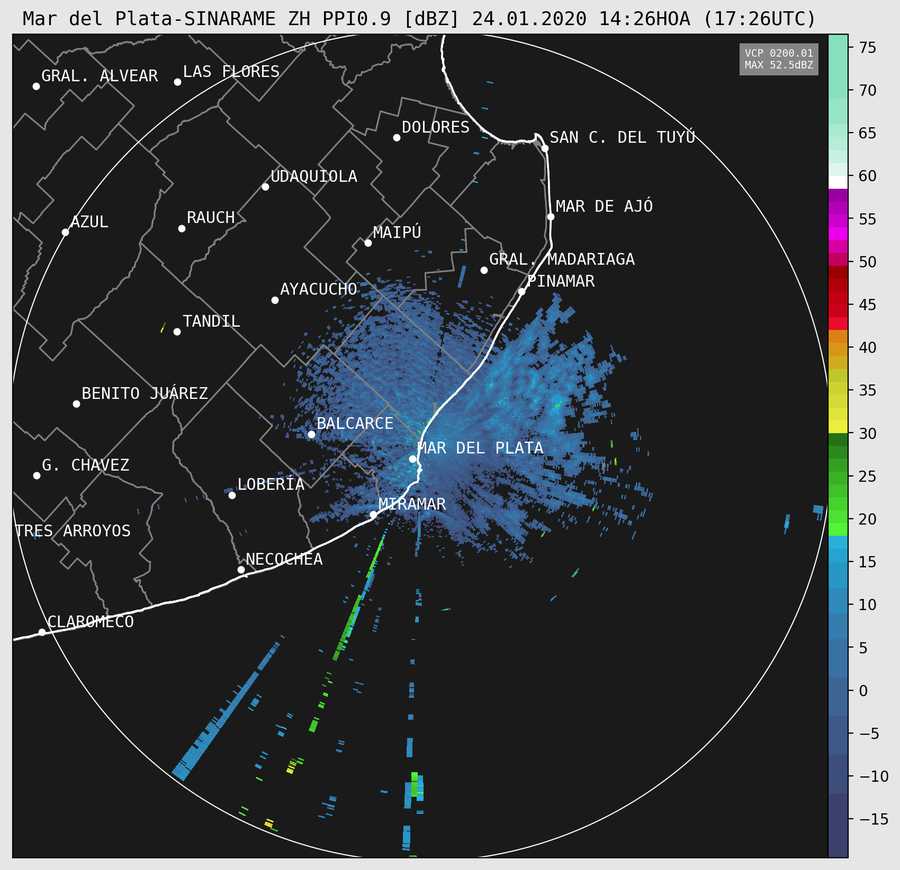 Mar del Plata-SINARAME ZH PPI0.9 [dBZ] 24.01.2020 14:26HOA (17:26UTC)
VCP 0200.01
MAX 52.5dBZ
GRAL. ALVEAR
LAS FLORES
DOLORES
SAN C. DEL TUYÚ
UDAQUIOLA
MAR DE AJÓ
AZUL
RAUCH
MAIPÚ
GRAL. MADARIAGA
PINAMAR
AYACUCHO
TANDIL
BENITO JUÁREZ
BALCARCE
MAR DEL PLATA
G. CHAVEZ
LOBERÍA
MIRAMAR
TRES ARROYOS
NECOCHEA
CLAROMECO
75
70
65
60
55
50
45
40
35
30
25
20
15
10
5
0
−5
−10
−15